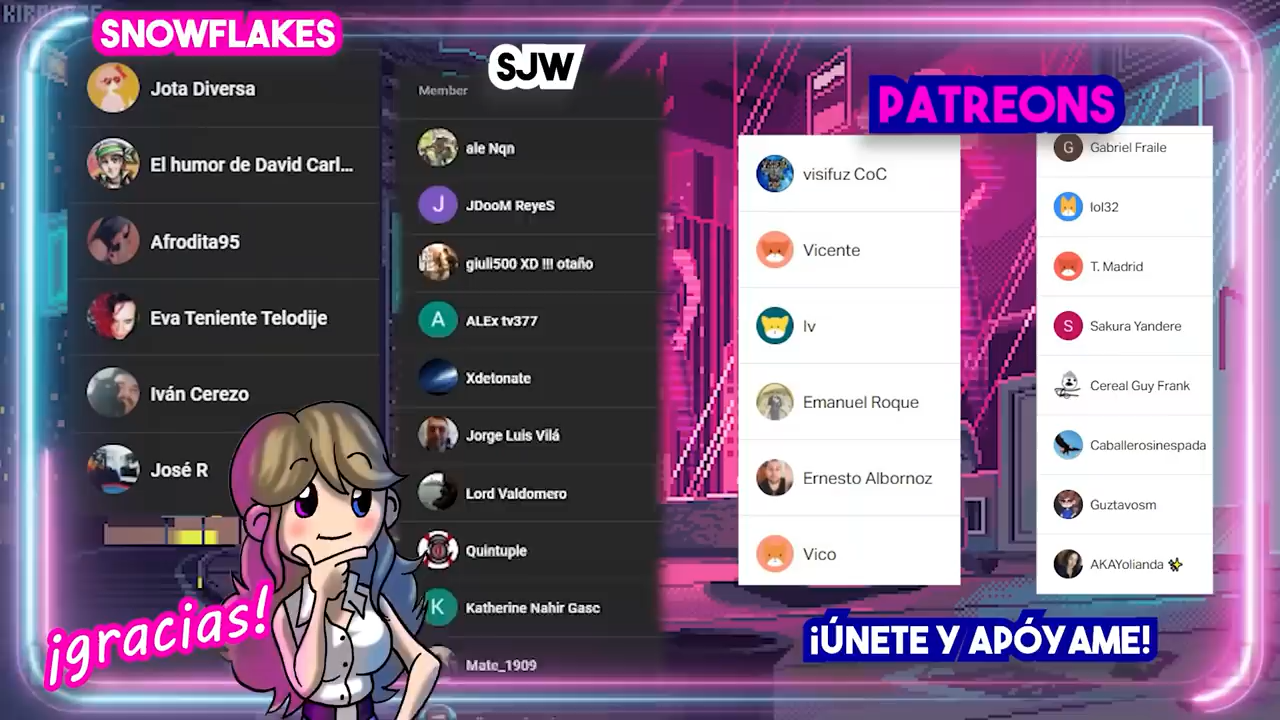 SNOWFLAKES
Jota Diversa
El humor de David Carl...
Afrodita95
Eva Teniente Telodije
Iván Cerezo
José R
¡gracias!
SJW
Member
ale Nqn
J
JDooM ReyeS
giuli500 XD !!! otaño
A
ALEx tv377
Xdetonate
Jorge Luis Vilá
Lord Valdomero
Quintuple
K
Katherine Nahir Gasc
Mate_1909
PATREONS
visifuz CoC
Vicente
Iv
Emanuel Roque
Ernesto Albornoz
Vico
G
Gabriel Fraile
lol32
T. Madrid
S
Sakura Yandere
Cereal Guy Frank
Caballerosinespada
Guztavosm
AKAYolianda ✨
¡ÚNETE Y APÓYAME!